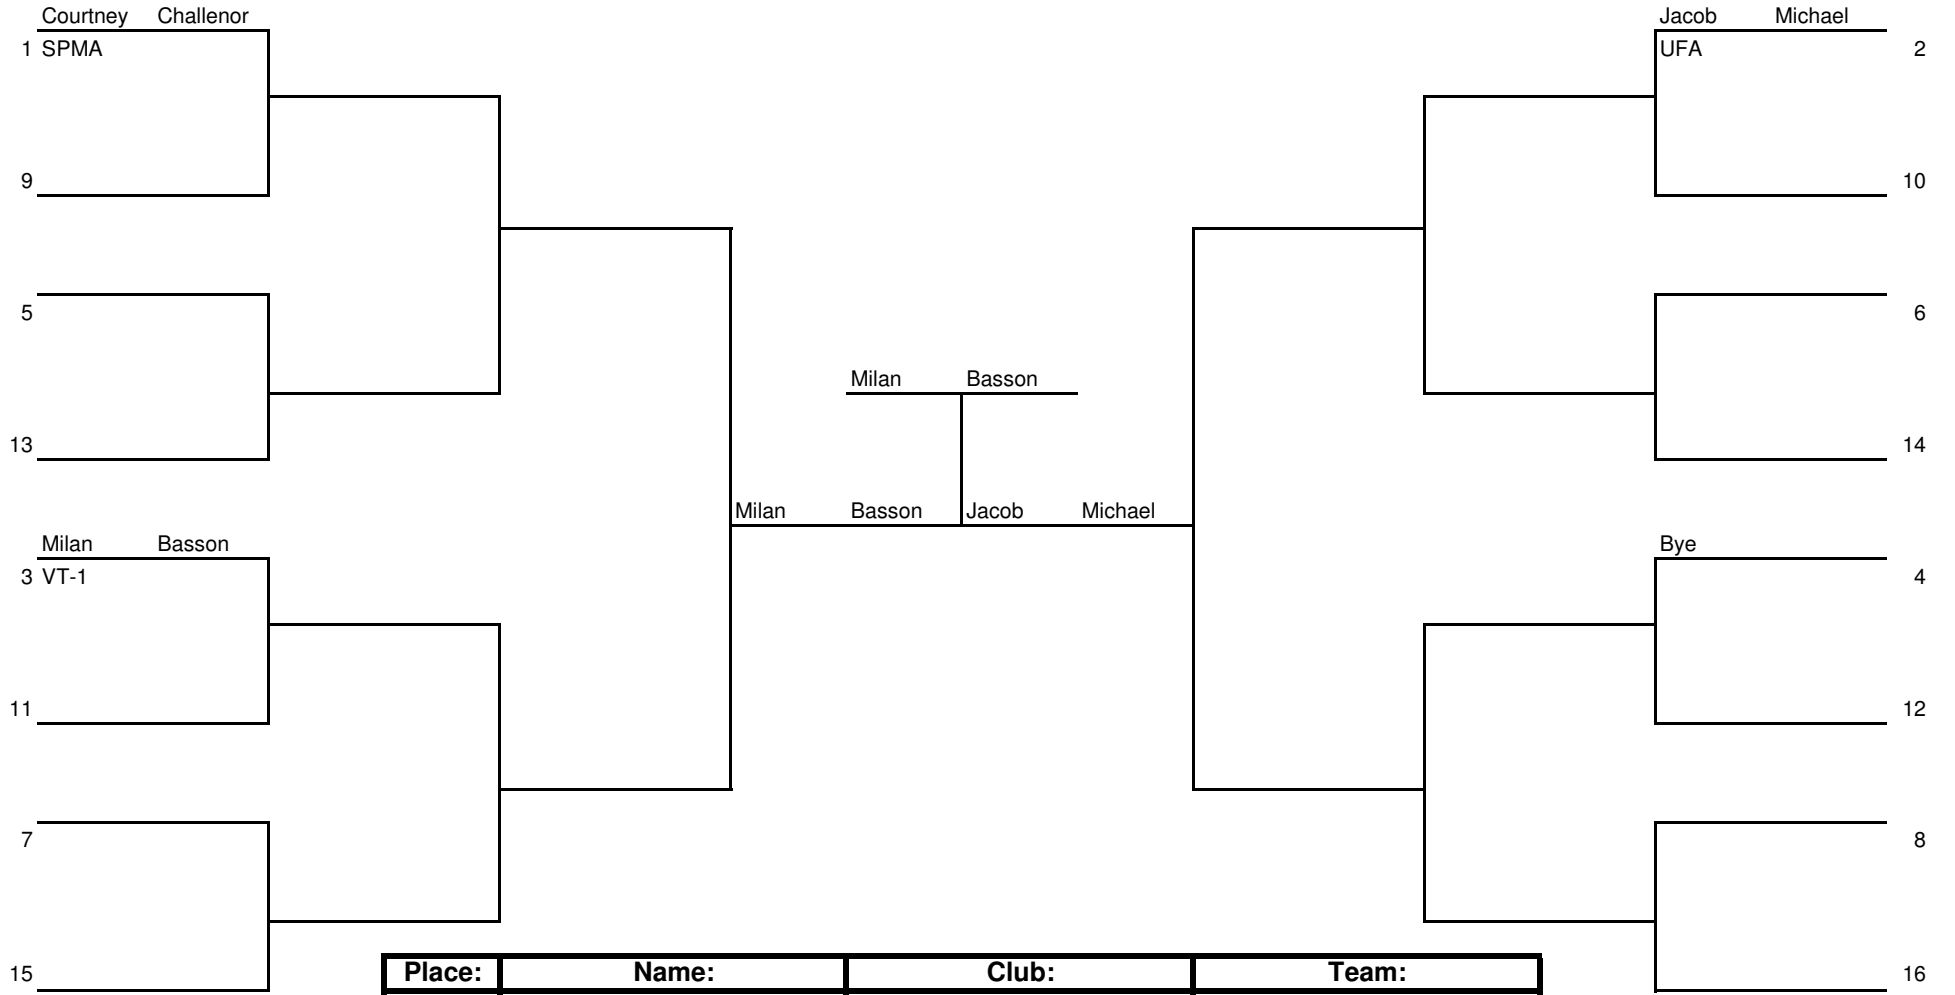 Courtney Challenor
1 SPMA
9
5
13
Milan Basson
3 VT-1
11
7
15
Milan Basson
Milan Basson Jacob Michael
Jacob Michael
UFA 2
10
6
14
Bye
4
12
8
16
Place: Name: Club: Team: